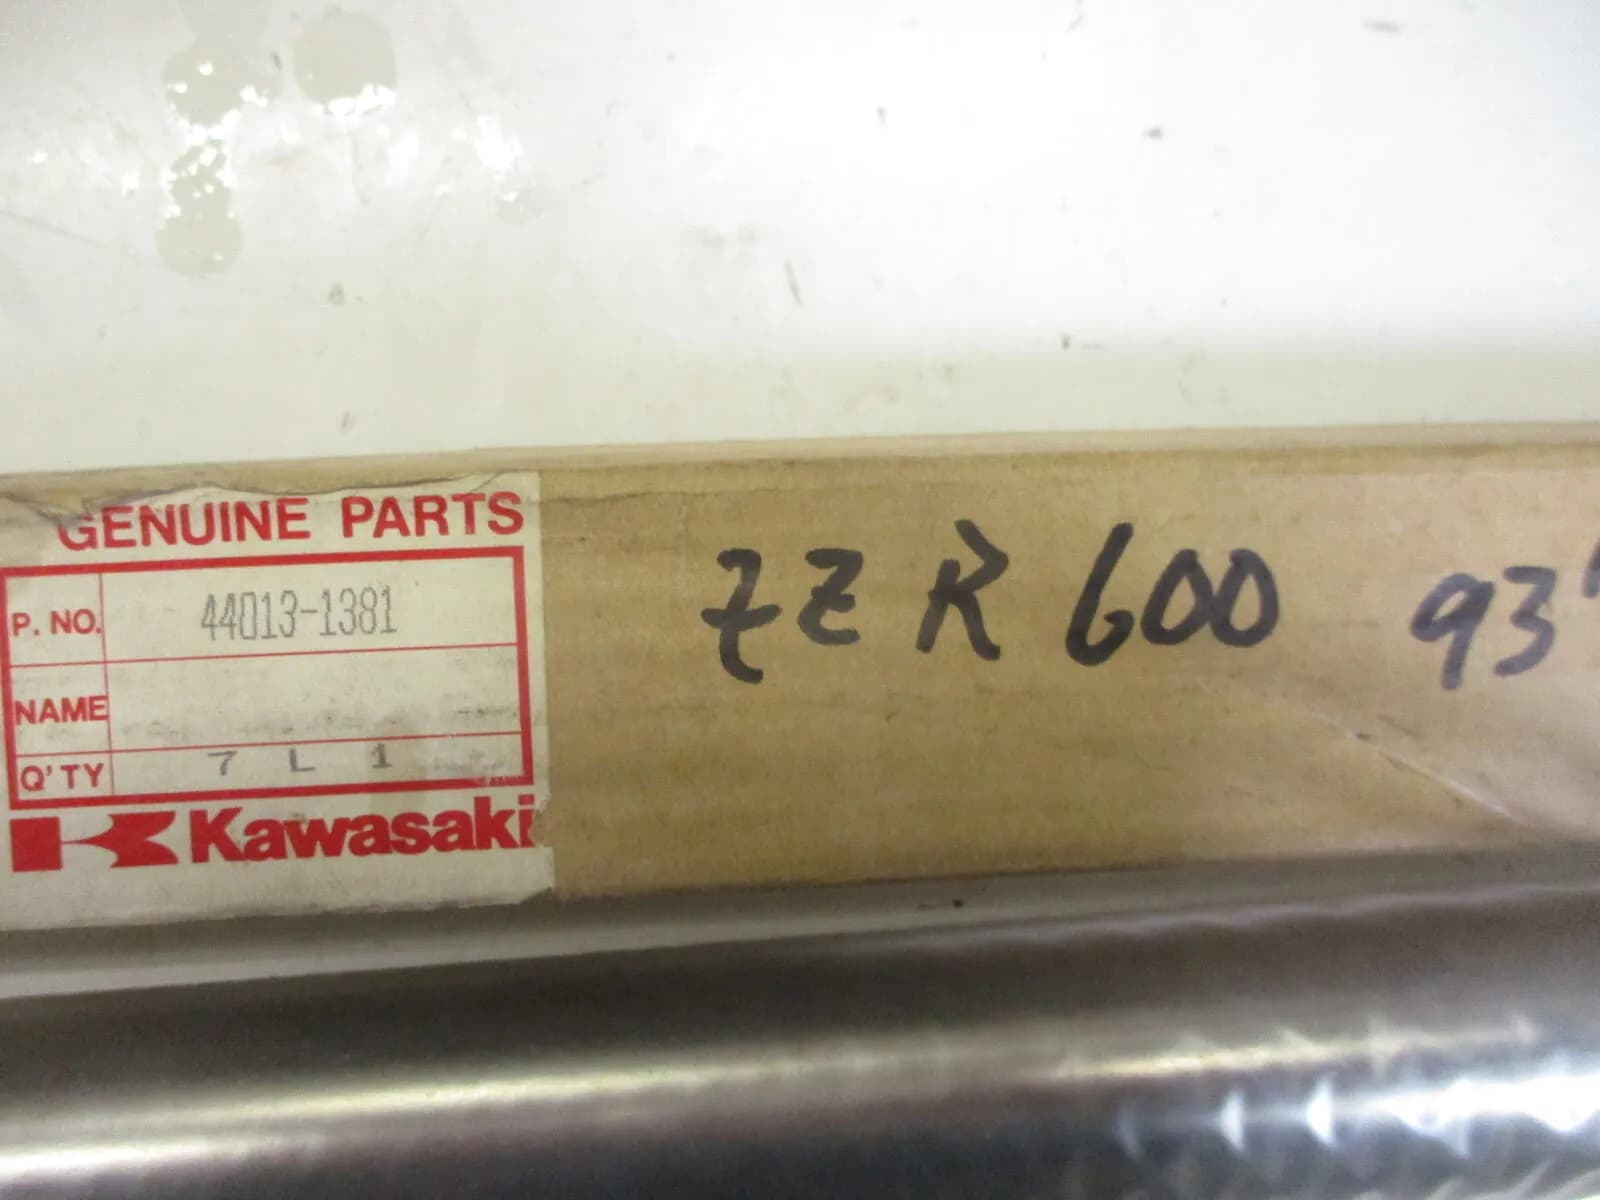 GENUINE PARTS
P. NO. 44013-1381
NAME
Q'TY 7 L 1
Kawasaki
ZZR 600 93'